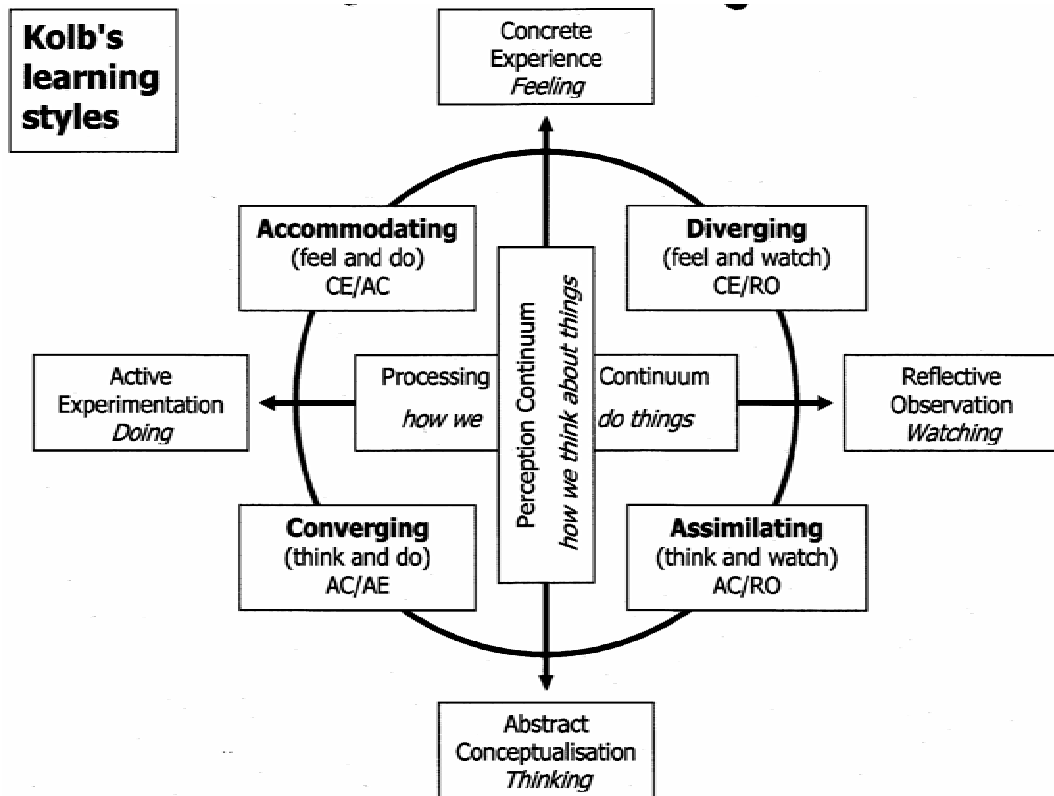 Kolb's
learning
styles
Concrete
Experience
Feeling
Accommodating
(feel and do)
CE/AC
Diverging
(feel and watch)
CE/RO
Active
Experimentation
Doing
Processing
how we
Perception Continuum
how we think about things
Continuum
do things
Reflective
Observation
Watching
Converging
(think and do)
AC/AE
Assimilating
(think and watch)
AC/RO
Abstract
Conceptualisation
Thinking